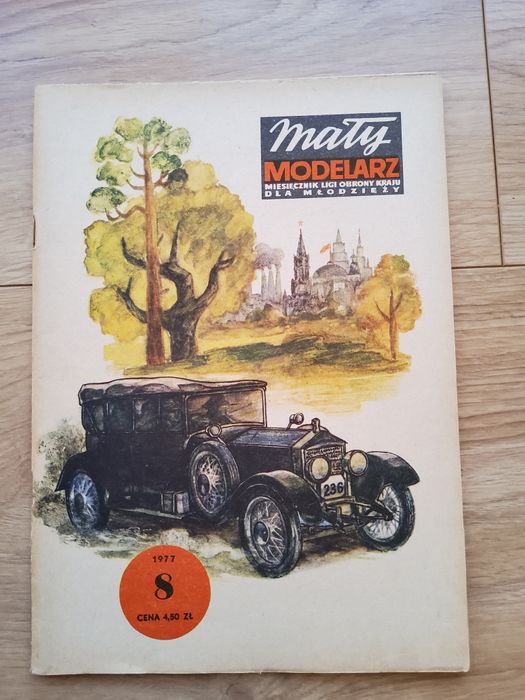 mały
MODELARZ
MIESIĘCZNIK LIGI OBRONY KRAJU
DLA MŁODZIEŻY
236
1977
8
CENA 4,50 ZŁ